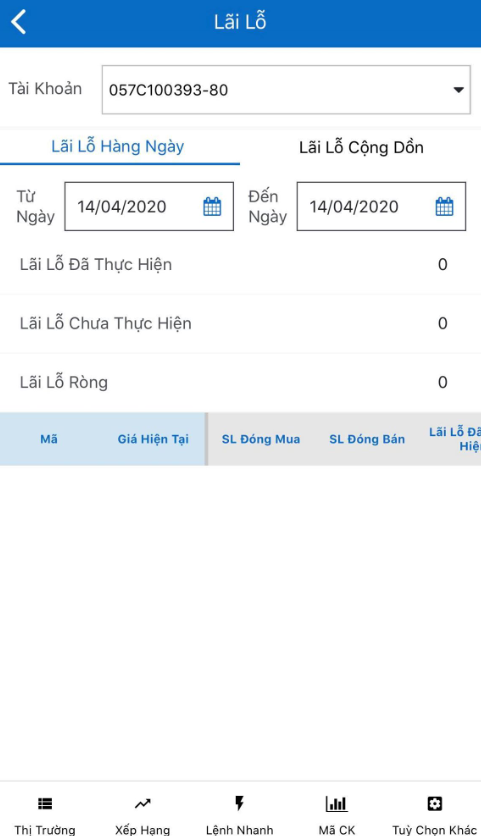 Lãi Lỗ
Tài Khoản 057C100393-80
Lãi Lỗ Hàng Ngày Lãi Lỗ Cộng Dồn
Từ Ngày 14/04/2020 Đến Ngày 14/04/2020
Lãi Lỗ Đã Thực Hiện 0
Lãi Lỗ Chưa Thực Hiện 0
Lãi Lỗ Ròng 0
Mã Giá Hiện Tại SL Đóng Mua SL Đóng Bán Lãi Lỗ Đã
Thị Trường Xếp Hạng Lệnh Nhanh Mã CK Tuỳ Chọn Khác